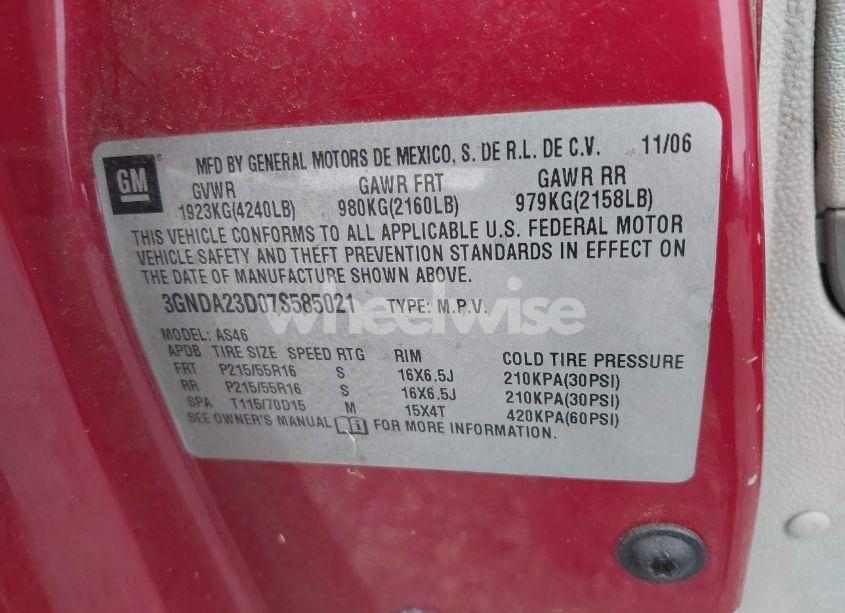 GM
MFD BY GENERAL MOTORS DE MEXICO, S. DE R.L. DE C.V. 11/06
GVWR GAWR FRT GAWR RR
1923KG(4240LB) 980KG(2160LB) 979KG(2158LB)
THIS VEHICLE CONFORMS TO ALL APPLICABLE U.S. FEDERAL MOTOR
VEHICLE SAFETY AND THEFT PREVENTION STANDARDS IN EFFECT ON
THE DATE OF MANUFACTURE SHOWN ABOVE.
3GNDA23D07S585021 TYPE: M.P.V.
wheelwise
MODEL: AS46
APDB TIRE SIZE SPEED RTG RIM COLD TIRE PRESSURE
FRT P215/55R16 S 16X6.5J 210KPA(30PSI)
RR P215/55R16 S 16X6.5J 210KPA(30PSI)
SPA T115/70D15 M 15X4T 420KPA(60PSI)
SEE OWNER'S MANUAL i FOR MORE INFORMATION.